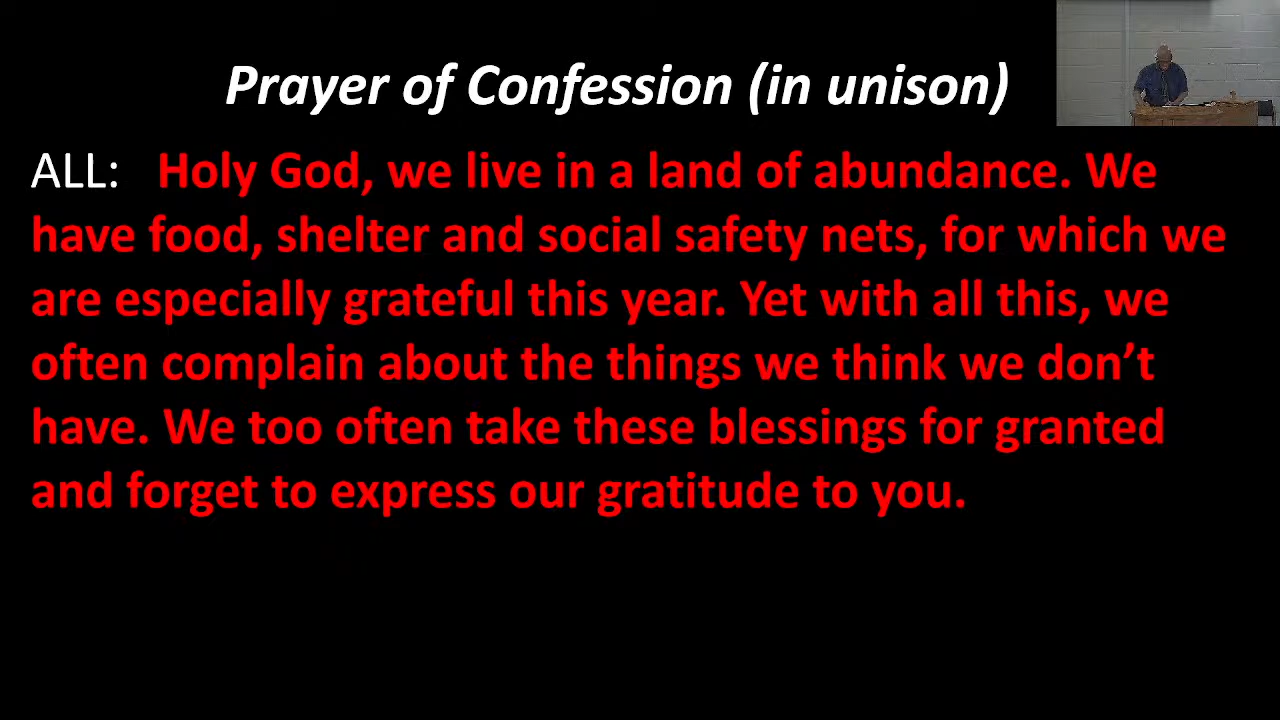 Prayer of Confession (in unison)
ALL: Holy God, we live in a land of abundance. We
have food, shelter and social safety nets, for which we
are especially grateful this year. Yet with all this, we
often complain about the things we think we don’t
have. We too often take these blessings for granted
and forget to express our gratitude to you.